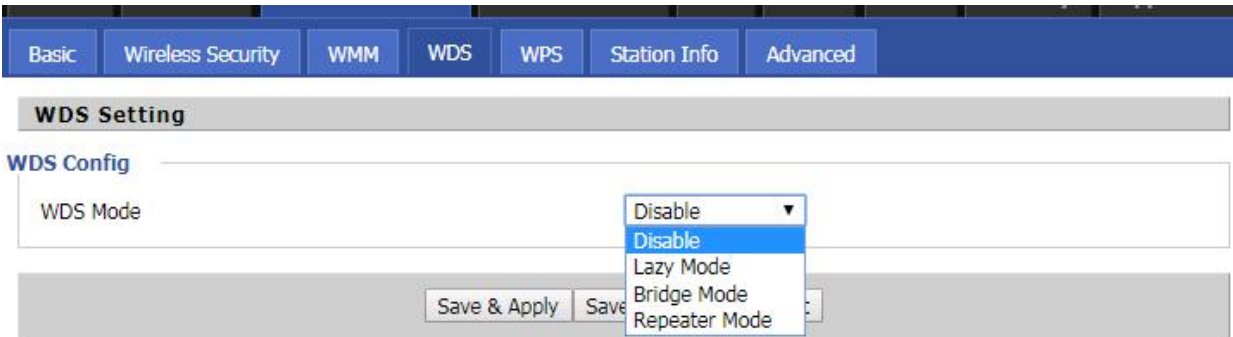 Basic Wireless Security WMM WDS WPS Station Info Advanced
WDS Setting
WDS Config
WDS Mode Disable
Disable
Lazy Mode
Bridge Mode
Repeater Mode
Save & Apply Save